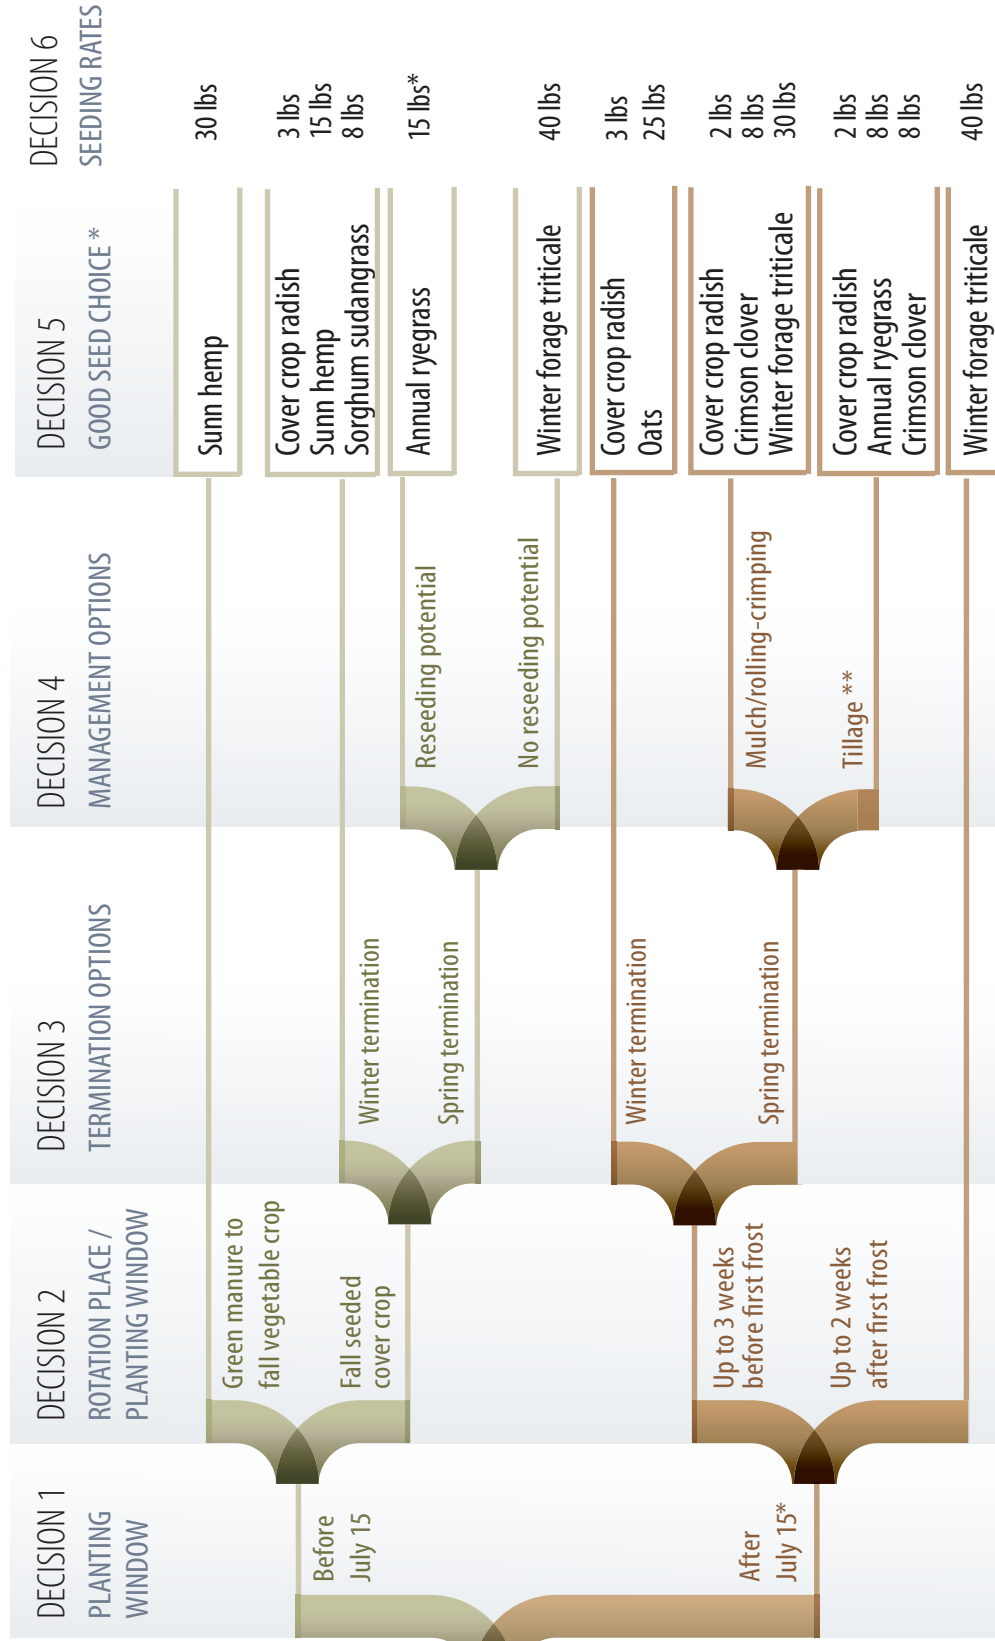 DECISION 1
PLANTING
WINDOW
Before
July 15
After
July 15*
DECISION 2
ROTATION PLACE /
PLANTING WINDOW
Green manure to
fall vegetable crop
Fall seeded
cover crop
Up to 3 weeks
before first frost
Up to 2 weeks
after first frost
DECISION 3
TERMINATION OPTIONS
Winter termination
Spring termination
Winter termination
Spring termination
DECISION 4
MANAGEMENT OPTIONS
Reseeding potential
No reseeding potential
Mulch/rolling-crimping
Tillage **
DECISION 5
GOOD SEED CHOICE *
Sunn hemp
Cover crop radish
Sunn hemp
Sorghum sudangrass
Annual ryegrass
Winter forage triticale
Cover crop radish
Oats
Cover crop radish
Crimson clover
Winter forage triticale
Cover crop radish
Annual ryegrass
Crimson clover
Winter forage triticale
DECISION 6
SEEDING RATES
30 lbs
3 lbs
15 lbs
8 lbs
15 lbs*
40 lbs
3 lbs
25 lbs
2 lbs
8 lbs
30 lbs
2 lbs
8 lbs
8 lbs
40 lbs